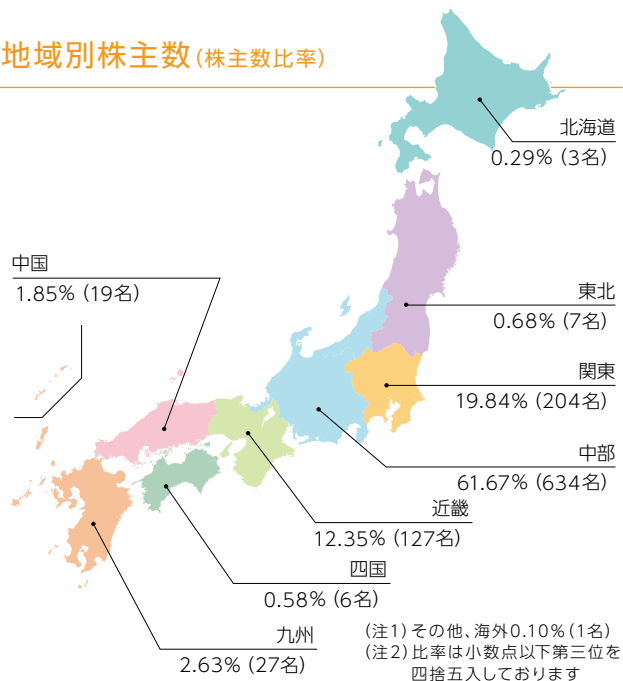 地域別株主数(株主数比率)
北海道
0.29% (3名)
中国
1.85% (19名)
東北
0.68% (7名)
関東
19.84% (204名)
中部
61.67% (634名)
近畿
12.35% (127名)
四国
0.58% (6名)
九州
2.63% (27名)
(注1)その他、海外0.10%(1名)
(注2)比率は小数点以下第三位を
四捨五入しております